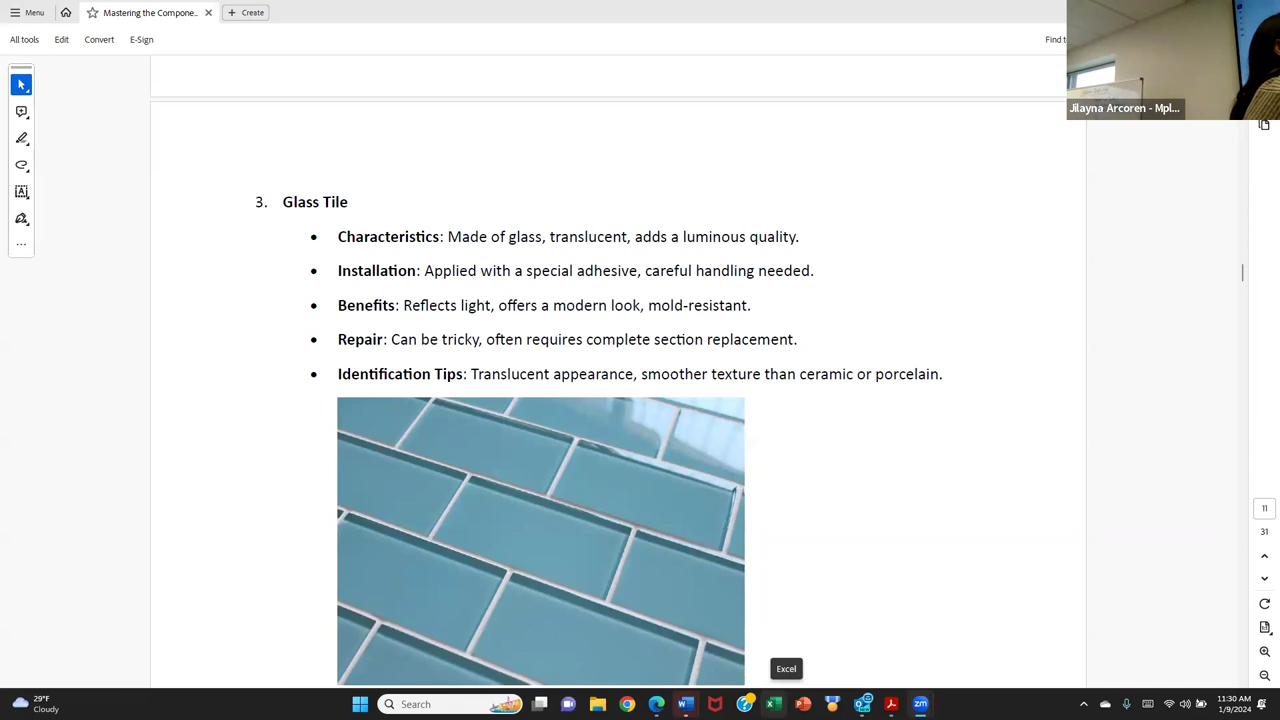 Menu
Mastering the Compone...
Create
All tools
Edit
Convert
E-Sign
Find to
Jilayna Arcoren - Mpl...
3. Glass Tile
• Characteristics: Made of glass, translucent, adds a luminous quality.
• Installation: Applied with a special adhesive, careful handling needed.
• Benefits: Reflects light, offers a modern look, mold-resistant.
• Repair: Can be tricky, often requires complete section replacement.
• Identification Tips: Translucent appearance, smoother texture than ceramic or porcelain.
11
31
Excel
29°F
Cloudy
Search
zm
11:30 AM
1/9/2024